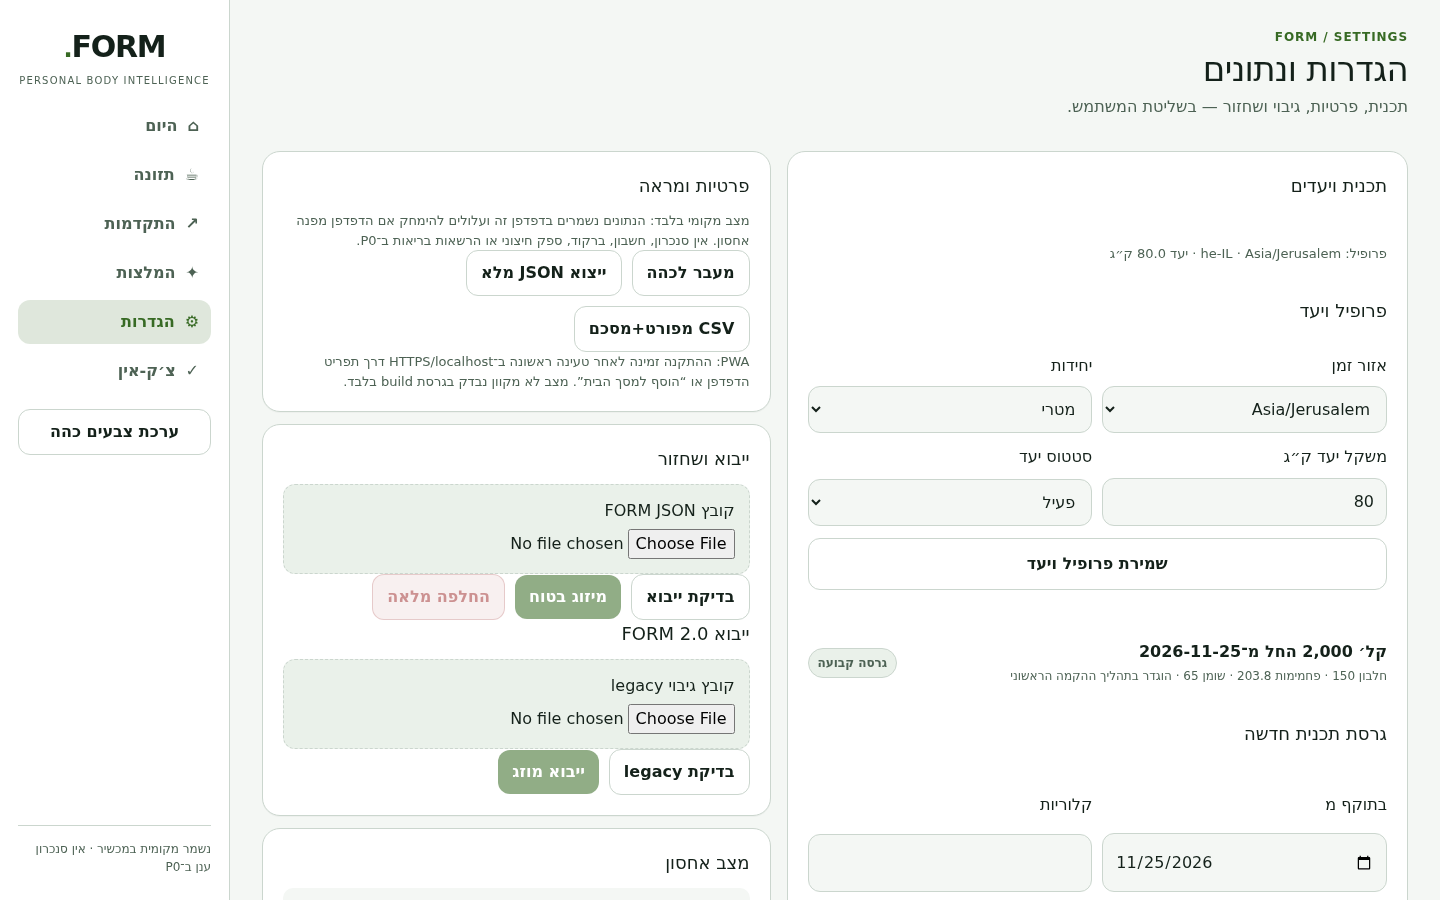 FORM.
PERSONAL BODY INTELLIGENCE
היום
תזונה
התקדמות
המלצות
הגדרות
צ׳ק-אין
ערכת צבעים כהה
נשמר מקומית במכשיר · אין סנכרון
ענן ב־P0
FORM / SETTINGS
הגדרות ונתונים
תכנית, פרטיות, גיבוי ושחזור — בשליטת המשתמש.
תכנית ויעדים
פרופיל: he-IL · Asia/Jerusalem · יעד 80.0 ק״ג
פרופיל ויעד
אזור זמן
יחידות
Asia/Jerusalem
מטרי
משקל יעד ק״ג
סטטוס יעד
80
פעיל
שמירת פרופיל ויעד
קל׳ 2,000 החל מ־2026-11-25
חלבון 150 · פחמימות 203.8 · שומן 65 · הוגדר בתהליך ההקמה הראשוני
גרסה קבועה
גרסת תכנית חדשה
בתוקף מ
קלוריות
11/25/2026
פרטיות ומראה
מצב מקומי בלבד: הנתונים נשמרים בדפדפן זה ועלולים להימחק אם הדפדפן מפנה
אחסון. אין סנכרון, חשבון, ברקוד, ספק חיצוני או הרשאות בריאות ב־P0.
מעבר לכהה
ייצוא JSON מלא
CSV מפורט+מסכם
PWA: ההתקנה זמינה לאחר טעינה ראשונה ב־HTTPS/localhost דרך תפריט
הדפדפן או “הוסף למסך הבית”. מצב לא מקוון נבדק בגרסת build בלבד.
ייבוא ושחזור
קובץ FORM JSON
Choose File No file chosen
בדיקת ייבוא
מיזוג בטוח
החלפה מלאה
ייבוא FORM 2.0
קובץ גיבוי legacy
Choose File No file chosen
בדיקת legacy
ייבוא מוזג
מצב אחסון